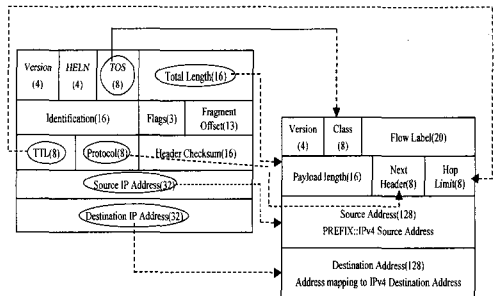 Version
(4)
HELN
(4)
TOS
(8)
Total Length(16)
Identification(16)
Flags(3)
Fragment
Offset(13)
TTL(8)
Protocol(8)
Header Checksum(16)
Source IP Address(32)
Destination IP Address(32)
Version
(4)
Class
(8)
Flow Label(20)
Payload length(16)
Next
Header(8)
Hop
Limit(8)
Source Address(128)
PREFIX::IPv4 Source Address
Destination Address(128)
Address mapping to IPv4 Destination Address